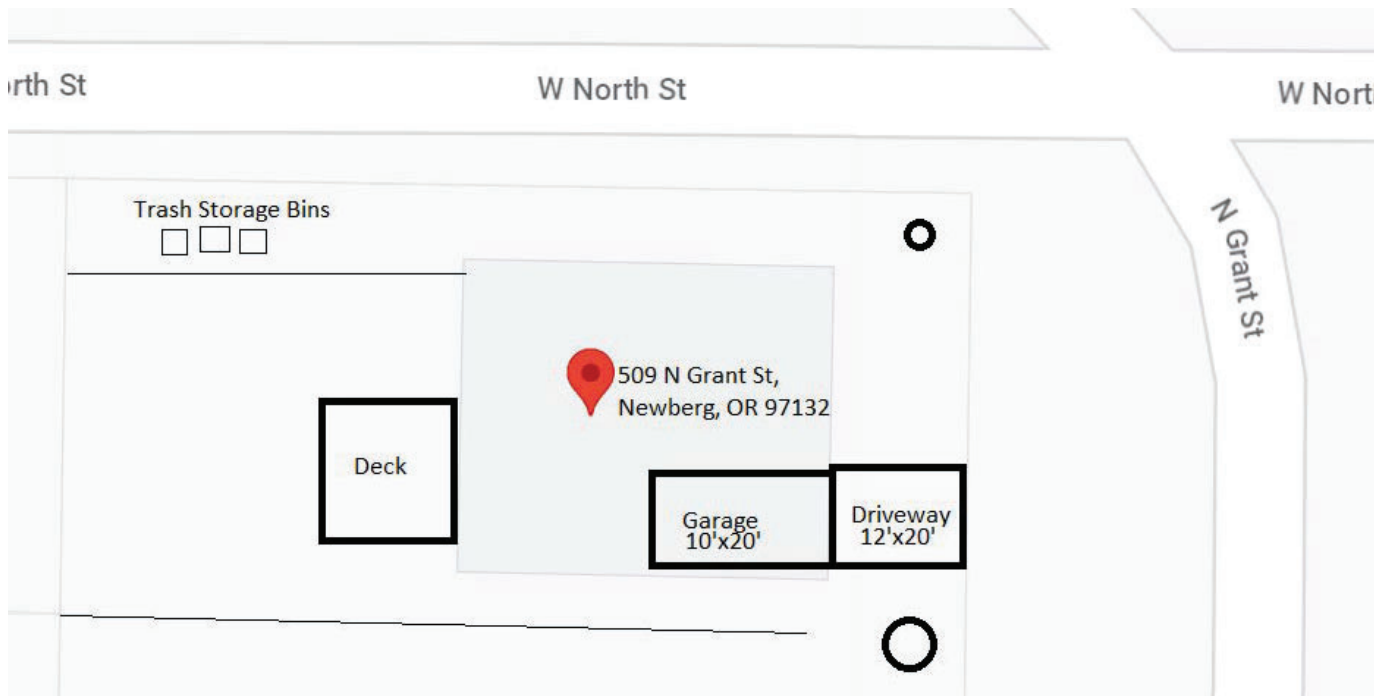 rth St
W North St
W Nort
Trash Storage Bins
N Grant St
509 N Grant St,
Newberg, OR 97132
Deck
Garage
10'x20'
Driveway
12'x20'